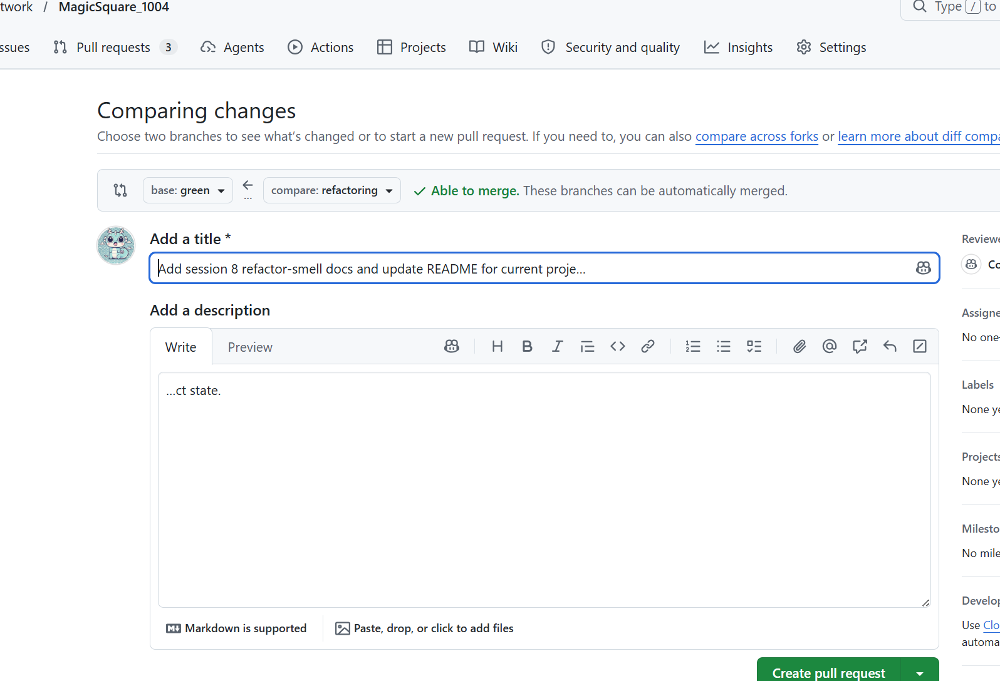 twork / MagicSquare_1004
Type / to
ssues Pull requests 3 Agents Actions Projects Wiki Security and quality Insights Settings
Comparing changes
Choose two branches to see what's changed or to start a new pull request. If you need to, you can also compare across forks or learn more about diff compa
base: green ← ... compare: refactoring Able to merge. These branches can be automatically merged.
Add a title *
Add session 8 refactor-smell docs and update README for current proje...
Add a description
Write Preview
...ct state.
Markdown is supported
Paste, drop, or click to add files
Create pull request
Reviewe
Co
Assigne
No one-
Labels
None ye
Projects
None ye
Milesto
No mile
Develop
Use Clo
automa